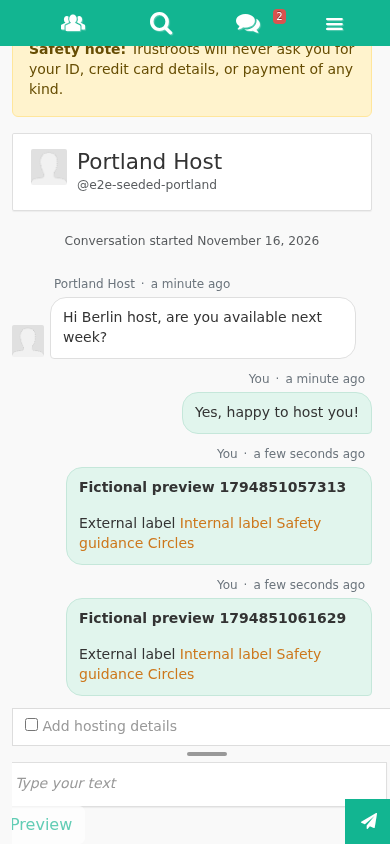 2
Safety note: Trustroots will never ask you for
your ID, credit card details, or payment of any
kind.
Portland Host
@e2e-seeded-portland
Conversation started November 16, 2026
Portland Host · a minute ago
Hi Berlin host, are you available next
week?
You · a minute ago
Yes, happy to host you!
You · a few seconds ago
Fictional preview 1794851057313
External label Internal label Safety
guidance Circles
You · a few seconds ago
Fictional preview 1794851061629
External label Internal label Safety
guidance Circles
Add hosting details
Type your text
Preview